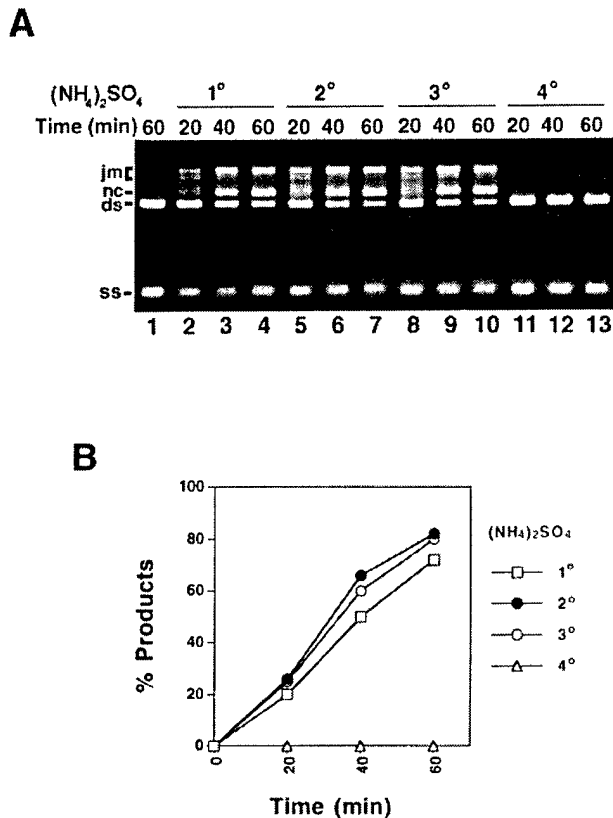 A
(NH4)2SO4 1° 2° 3° 4°
Time (min) 60 20 40 60 20 40 60 20 40 60 20 40 60
jm
nc
ds
ss
1 2 3 4 5 6 7 8 9 10 11 12 13
B
% Products
100
80
60
40
20
0
0 20 40 60
Time (min)
(NH4)2SO4
1°
2°
3°
4°